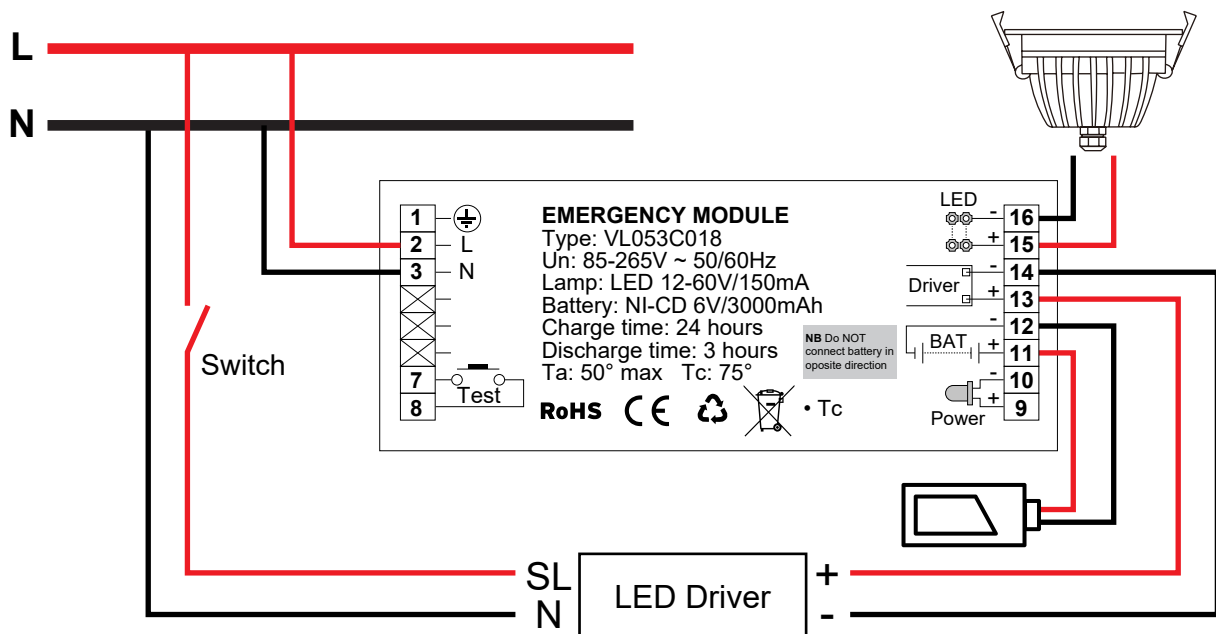 L
N
Switch
1
2 L
3 N
7
8
Test
EMERGENCY MODULE
Type: VL053C018
Un: 85-265V ~ 50/60Hz
Lamp: LED 12-60V/150mA
Battery: NI-CD 6V/3000mAh
Charge time: 24 hours
Discharge time: 3 hours
Ta: 50° max Tc: 75°
RoHS CE • Tc
NB Do NOT
connect battery in
oposite direction
LED
- 16
+ 15
Driver
- 14
+ 13
- 12
BAT + 11
- 10
+ 9
Power
SL
N
LED Driver
+
-